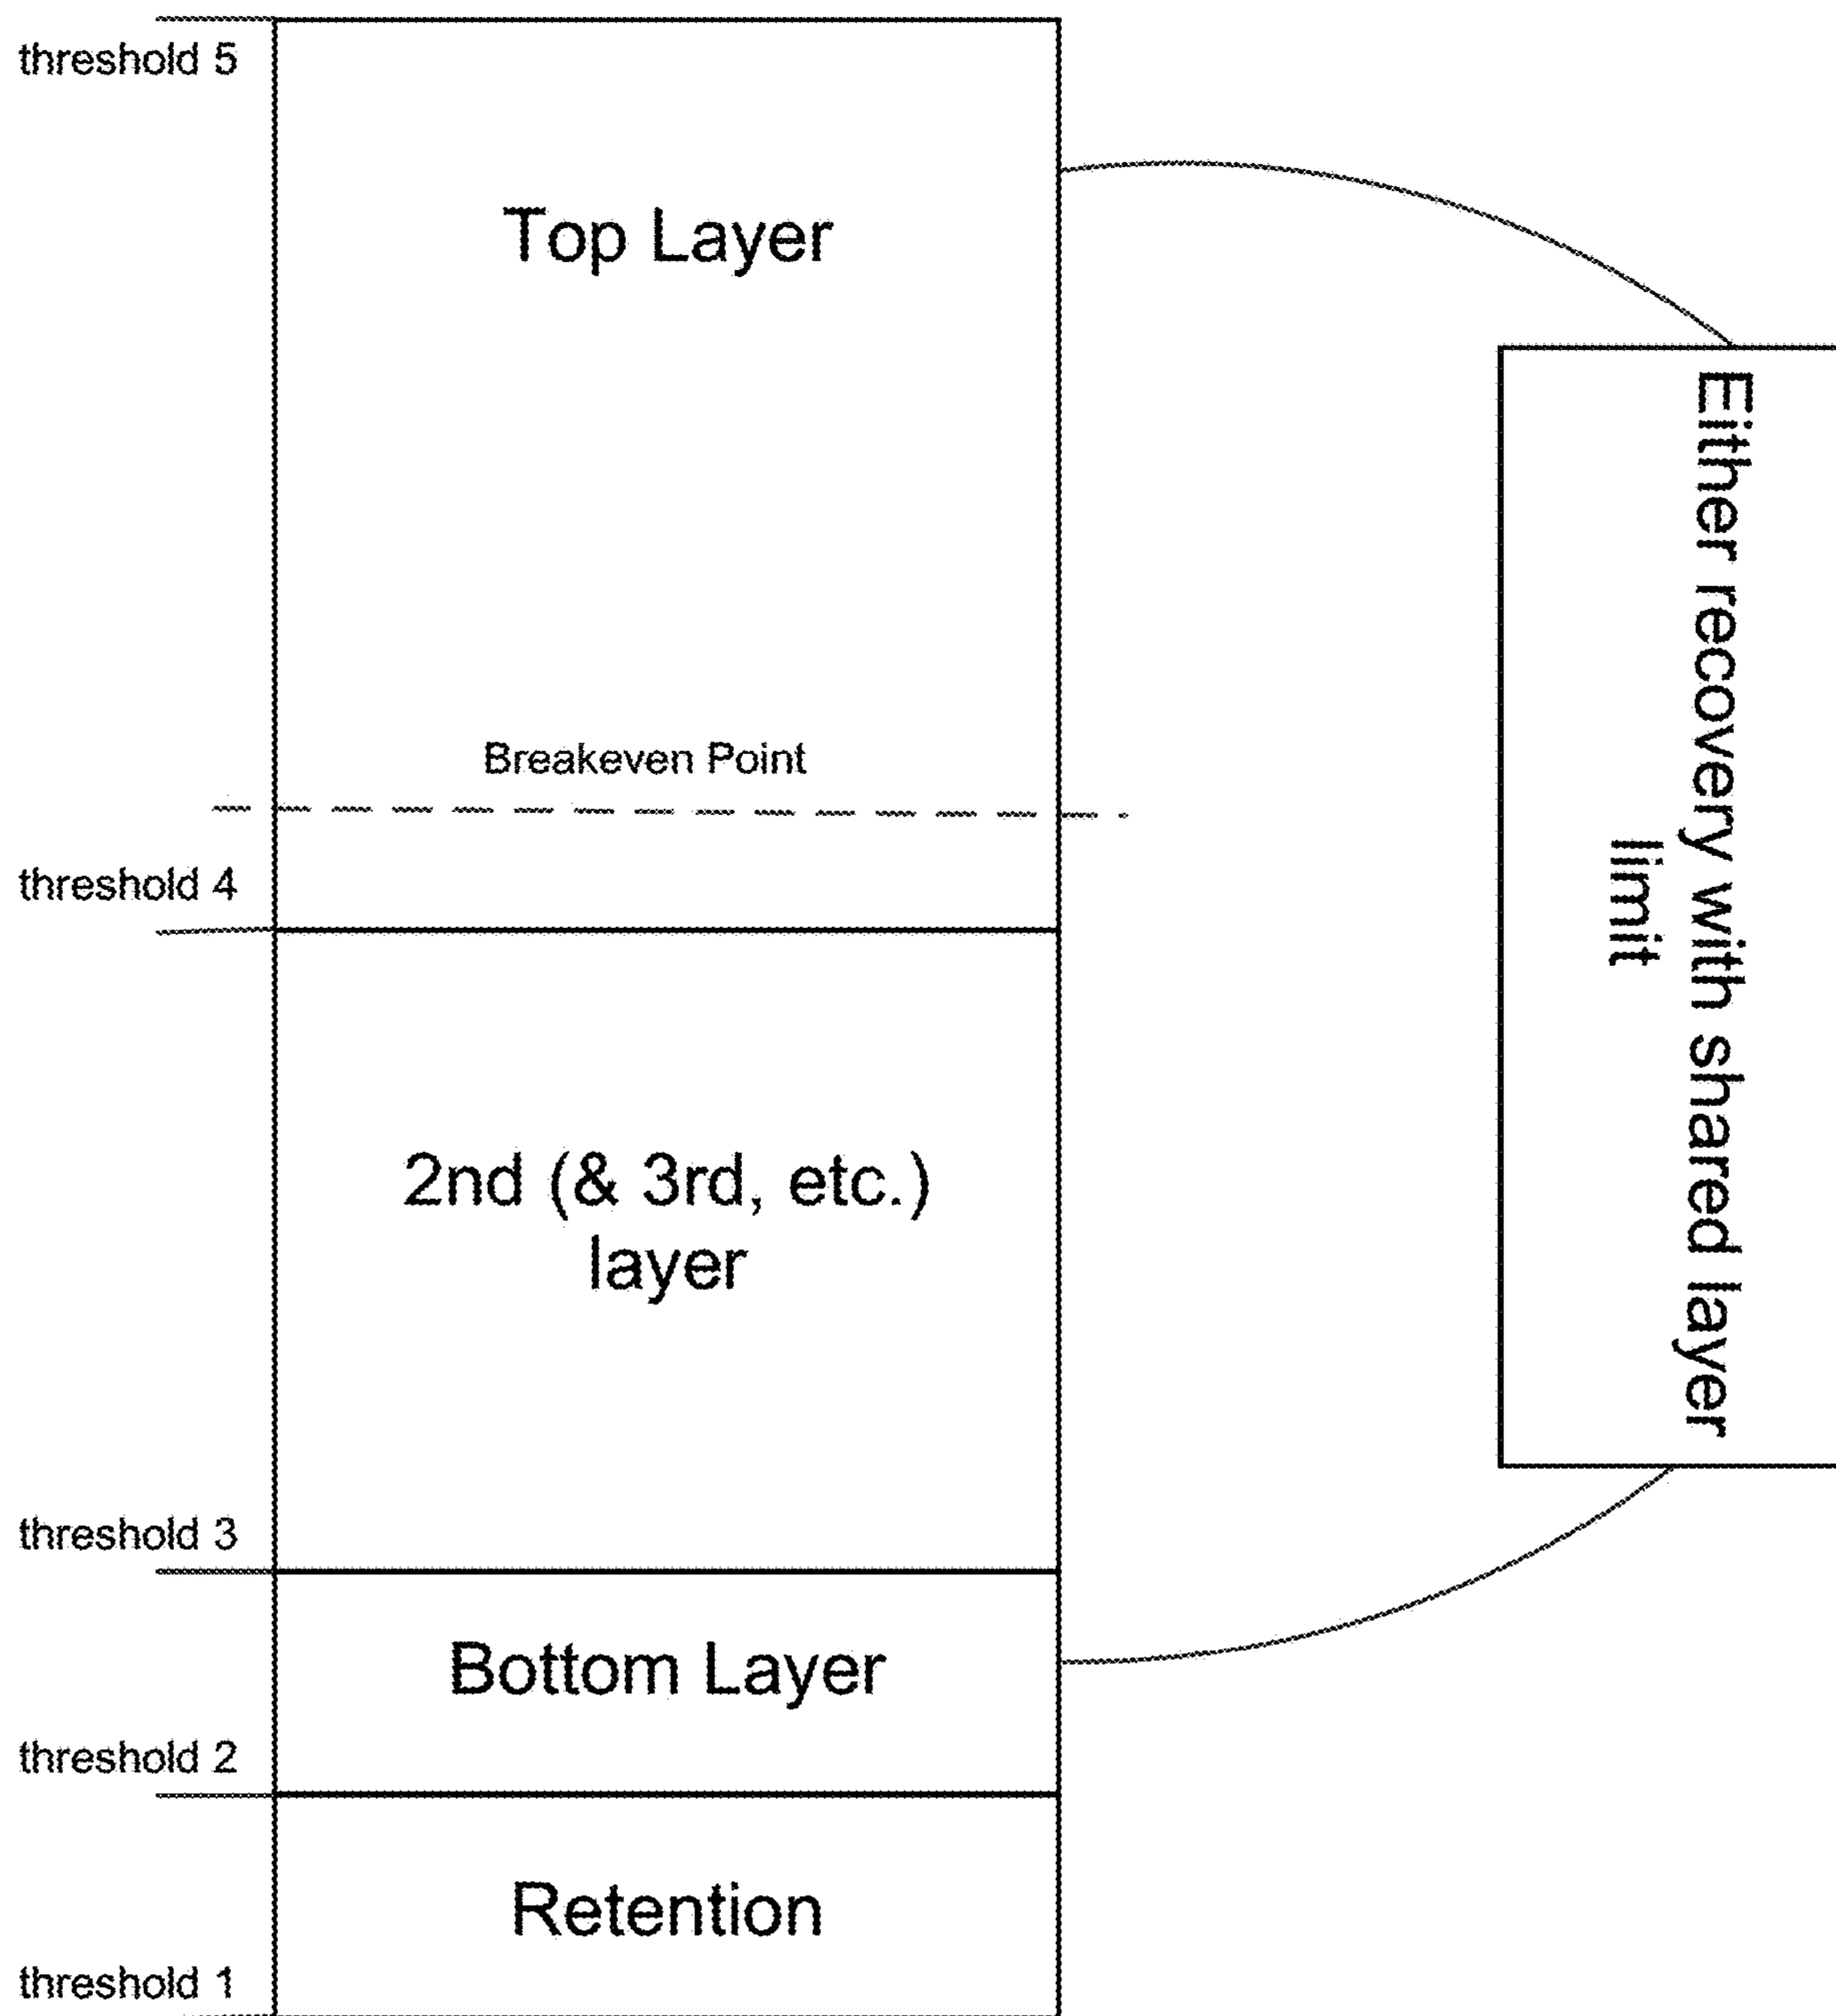 threshold 5
Top Layer
Breakeven Point
threshold 4
2nd (& 3rd, etc.)
layer
threshold 3
Bottom Layer
threshold 2
Retention
threshold 1
Either recovery with shared layer
llimit